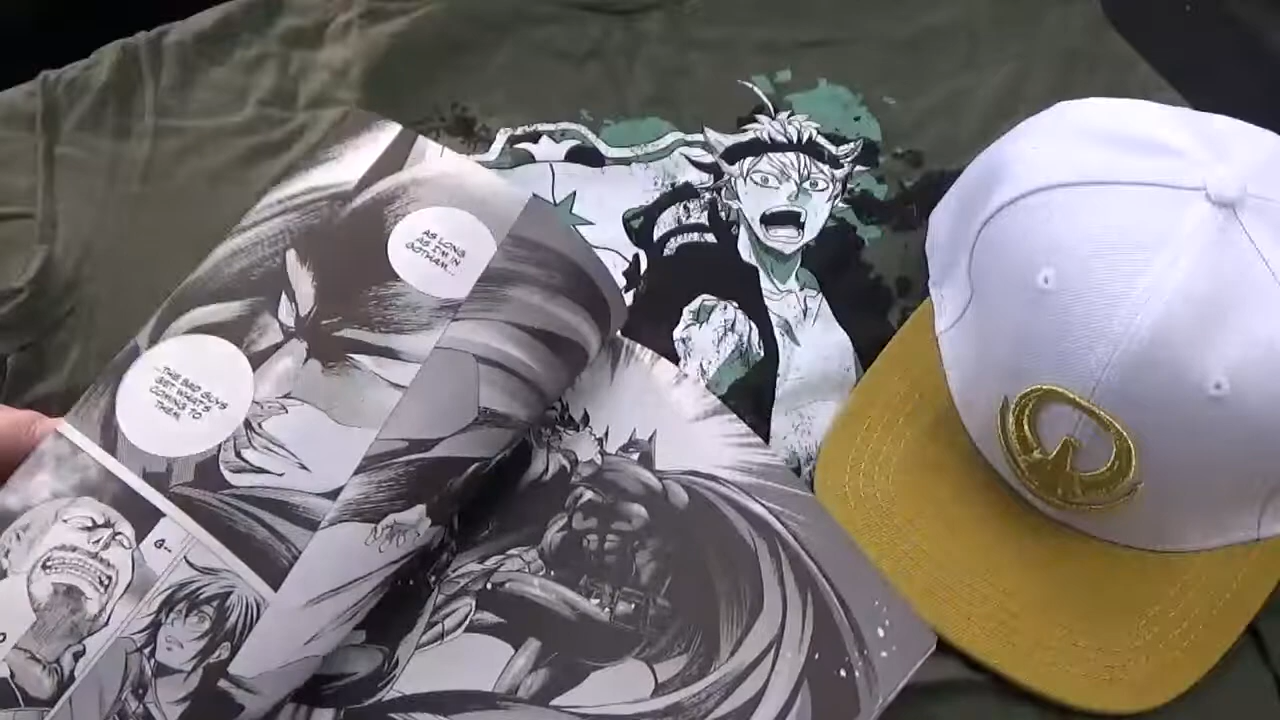 AS LONG
AS I'M IN
GOTHAM...
...THE BAD GUYS
GET WHAT'S
COMING TO
THEM.
G--